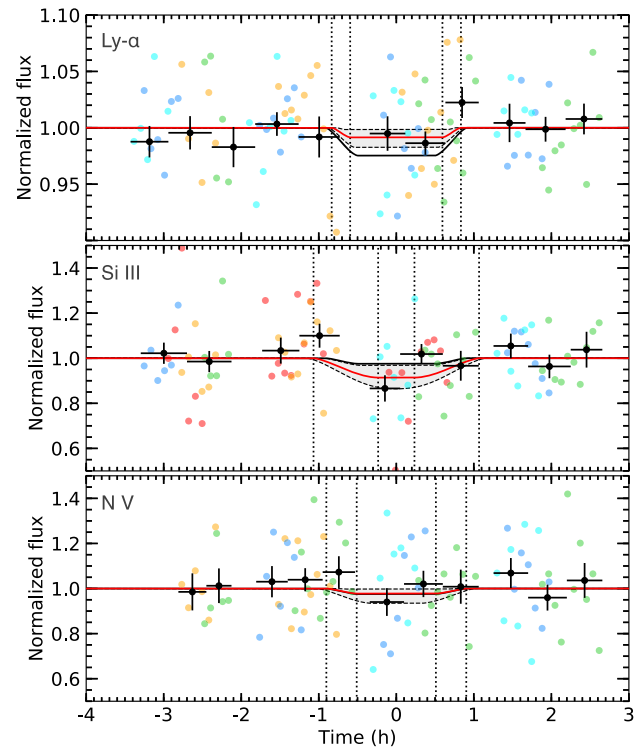 1.10
Ly-α
1.05
1.00
0.95
Normalized flux
Si III
1.4
1.2
1.0
0.8
0.6
Normalized flux
N V
1.4
1.2
1.0
0.8
0.6
Normalized flux
-4 -3 -2 -1 0 1 2 3
Time (h)